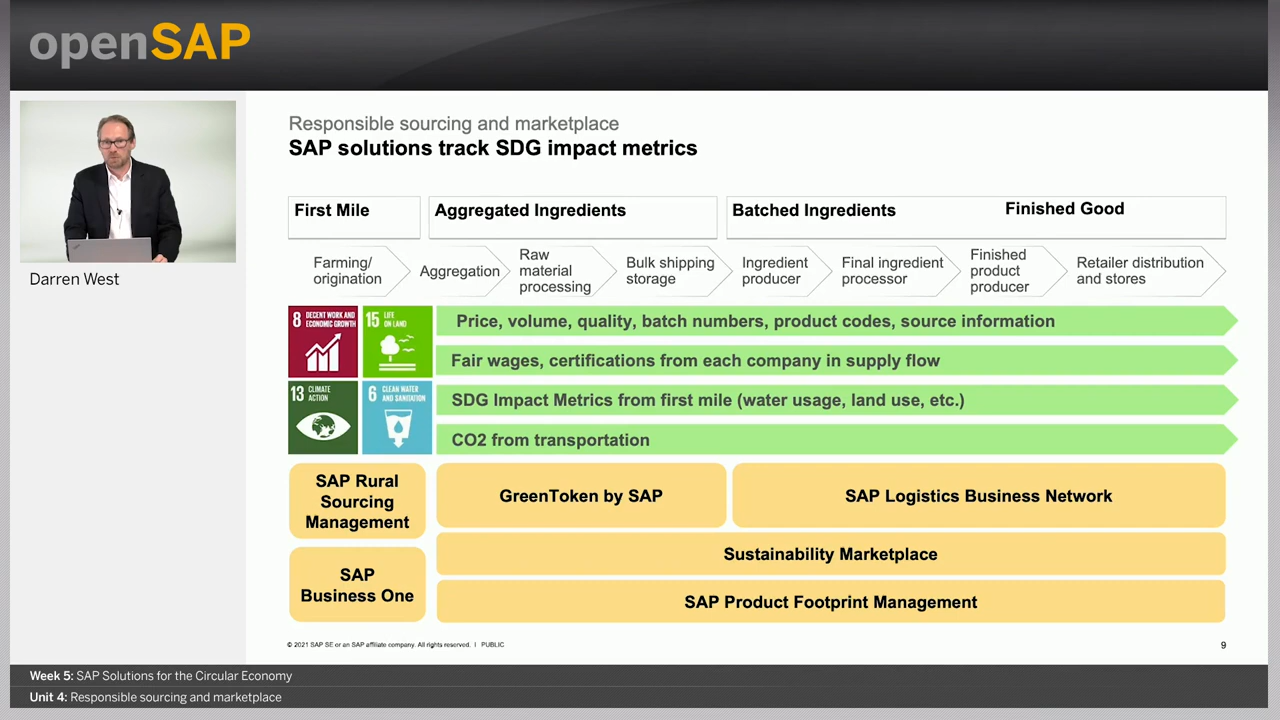 openSAP
Darren West
Responsible sourcing and marketplace
SAP solutions track SDG impact metrics
First Mile
Aggregated Ingredients
Batched Ingredients
Finished Good
Farming/
origination
Aggregation
Raw
material
processing
Bulk shipping
storage
Ingredient
producer
Final ingredient
processor
Finished
product
producer
Retailer distribution
and stores
8 DECENT WORK AND
ECONOMIC GROWTH
15 LIFE
ON LAND
13 CLIMATE
ACTION
6 CLEAN WATER
AND SANITATION
Price, volume, quality, batch numbers, product codes, source information
Fair wages, certifications from each company in supply flow
SDG Impact Metrics from first mile (water usage, land use, etc.)
CO2 from transportation
SAP Rural
Sourcing
Management
SAP
Business One
GreenToken by SAP
SAP Logistics Business Network
Sustainability Marketplace
SAP Product Footprint Management
© 2021 SAP SE or an SAP affiliate company. All rights reserved. I PUBLIC
9
Week 5: SAP Solutions for the Circular Economy
Unit 4: Responsible sourcing and marketplace